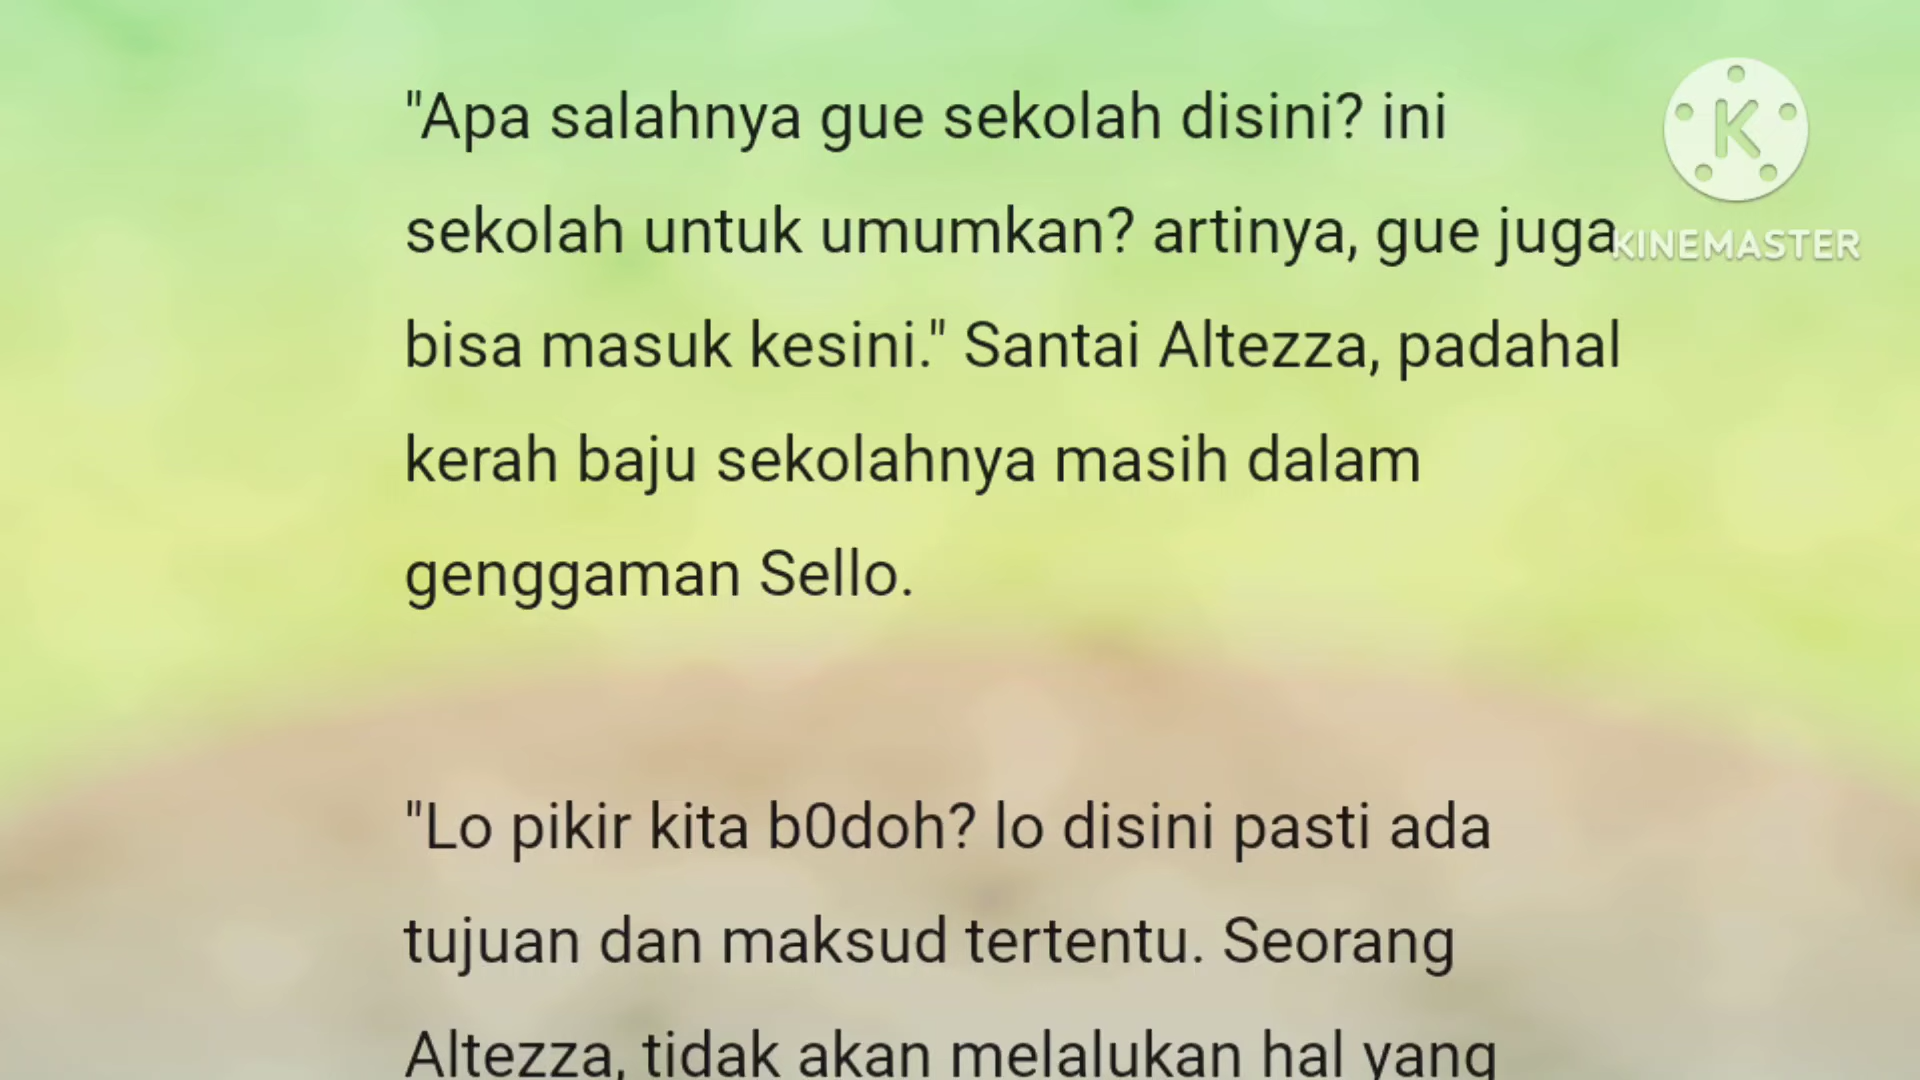 "Apa salahnya gue sekolah disini? ini
sekolah untuk umumkan? artinya, gue juga
bisa masuk kesini." Santai Altezza, padahal
kerah baju sekolahnya masih dalam
genggaman Sello.
"Lo pikir kita b0doh? lo disini pasti ada
tujuan dan maksud tertentu. Seorang
Altezza, tidak akan melalukan hal yang
K
KINEMASTER